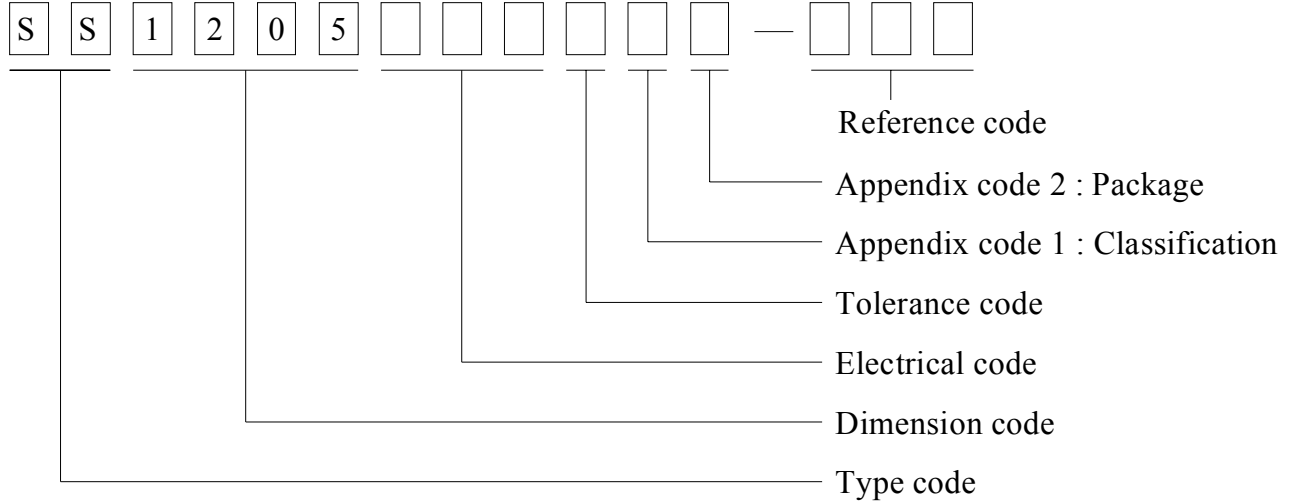 S S 1 2 0 5 —
Reference code
Appendix code 2 : Package
Appendix code 1 : Classification
Tolerance code
Electrical code
Dimension code
Type code